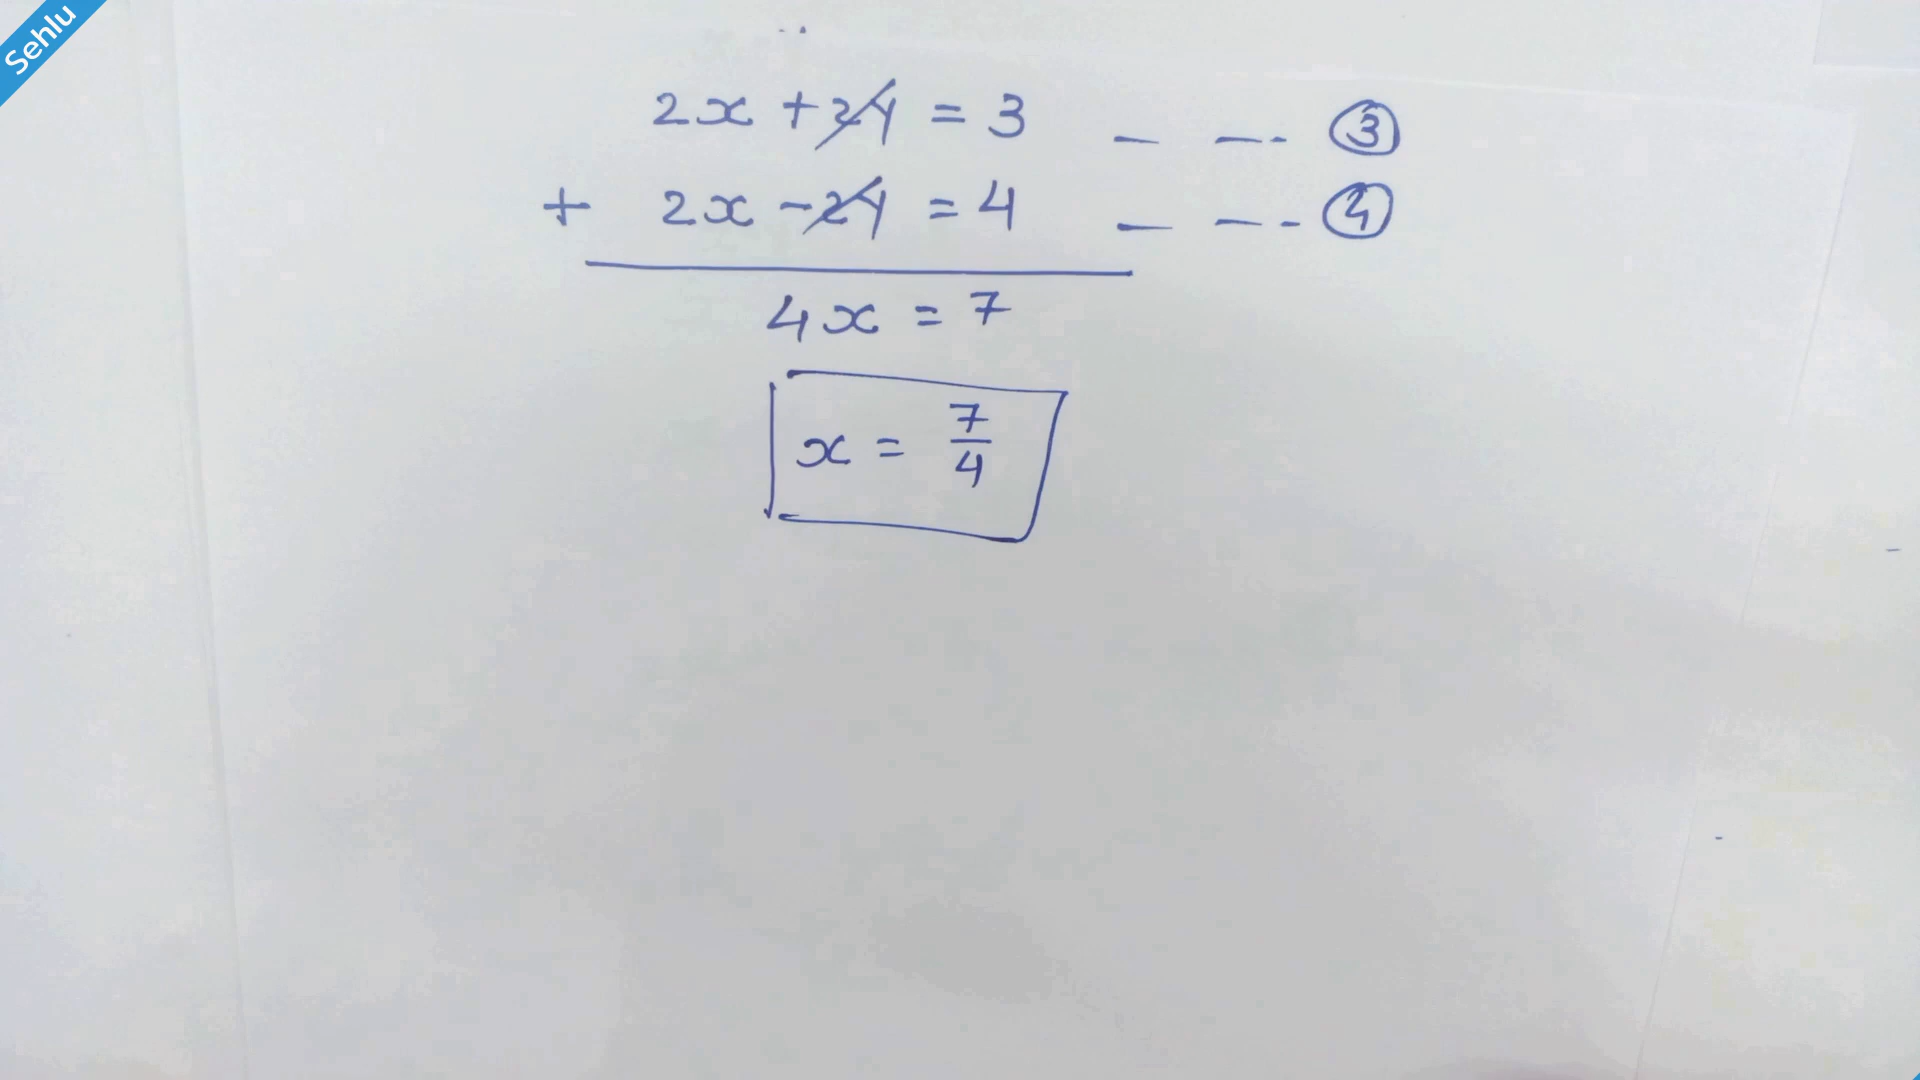 Sehlu
2x + 2y = 3 _ _ - ③
+ 2x - 2y = 4 _ _ - ④
4x = 7
x = 7/4